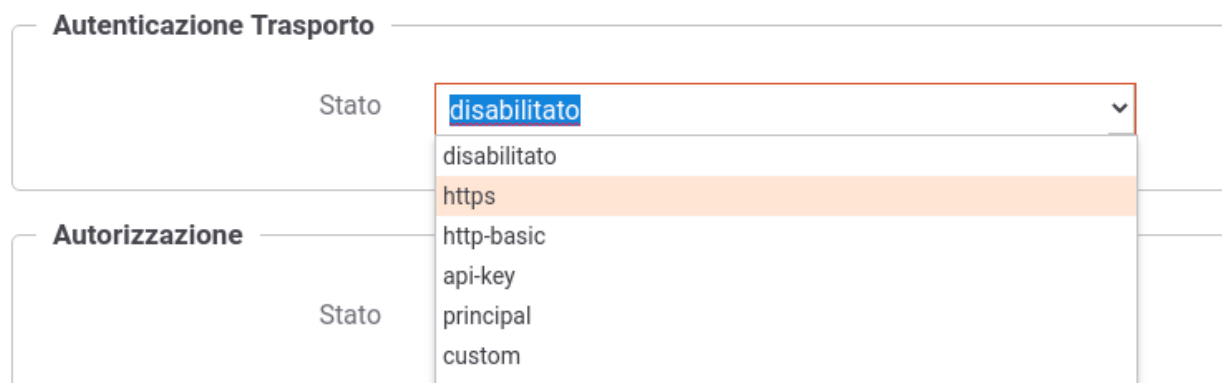 Autenticazione Trasporto
Stato
disabilitato
disabilitato
https
http-basic
api-key
principal
custom
Autorizzazione
Stato